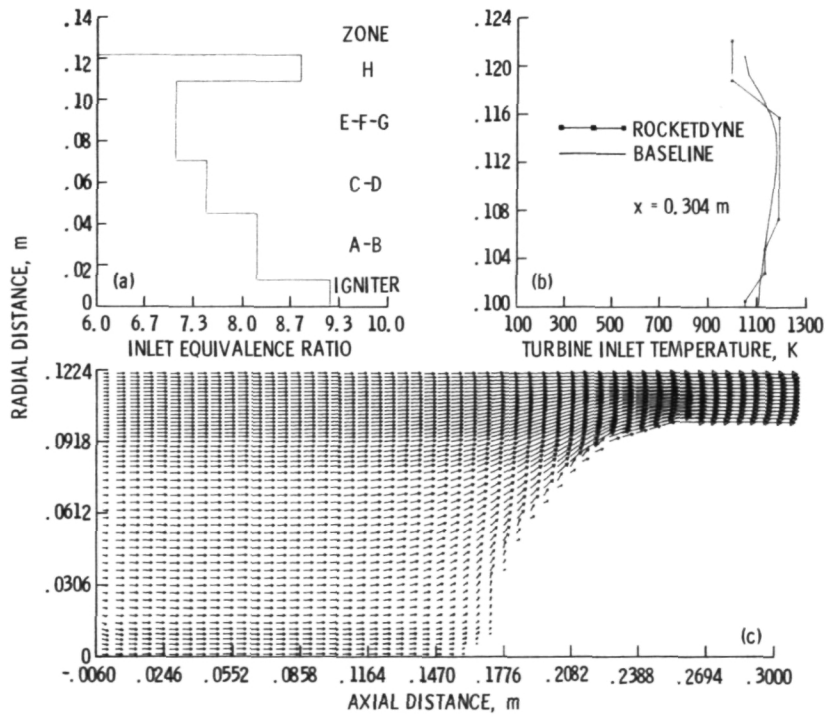 .14
.12
.10
.08
.06
.04
.02
0
ZONE
H
E-F-G
C-D
A-B
IGNITER
(a)
6.0 6.7 7.3 8.0 8.7 9.3 10.0
INLET EQUIVALENCE RATIO
.124
.120
.116
.112
.108
.104
.100
ROCKETDYNE
BASELINE
x = 0.304 m
(b)
100 300 500 700 900 1100 1300
TURBINE INLET TEMPERATURE, K
RADIAL DISTANCE, m
.1224
.0918
.0612
.0306
0
(c)
-.0060 .0246 .0552 .0858 .1164 .1470 .1776 .2082 .2388 .2694 .3000
AXIAL DISTANCE, m